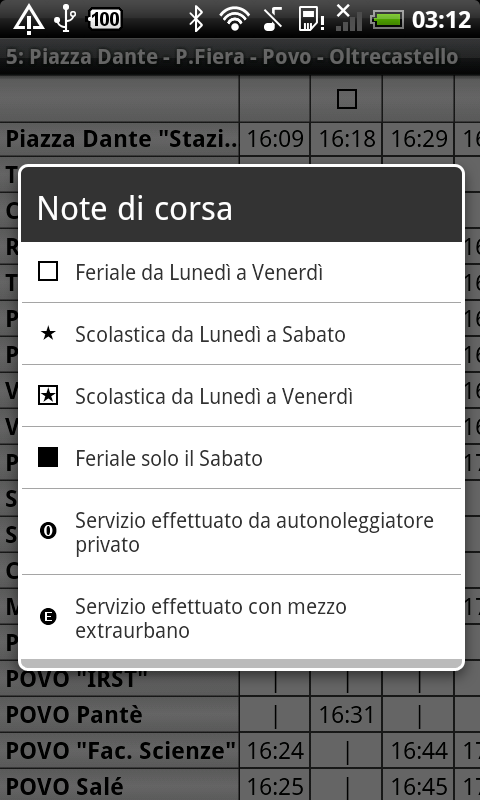 100 03:12
5: Piazza Dante - P.Fiera - Povo - Oltrecastello
Piazza Dante "Stazi.. 16:09 16:18 16:29
Note di corsa
Feriale da Lunedì a Venerdì
Scolastica da Lunedì a Sabato
Scolastica da Lunedì a Venerdì
Feriale solo il Sabato
O Servizio effettuato da autonoleggiatore
privato
E Servizio effettuato con mezzo
extraurbano
POVO "IRST" | | |
POVO Pantè | 16:31 |
POVO "Fac. Scienze" 16:24 | 16:44 17
POVO Salé 16:25 | 16:45 17